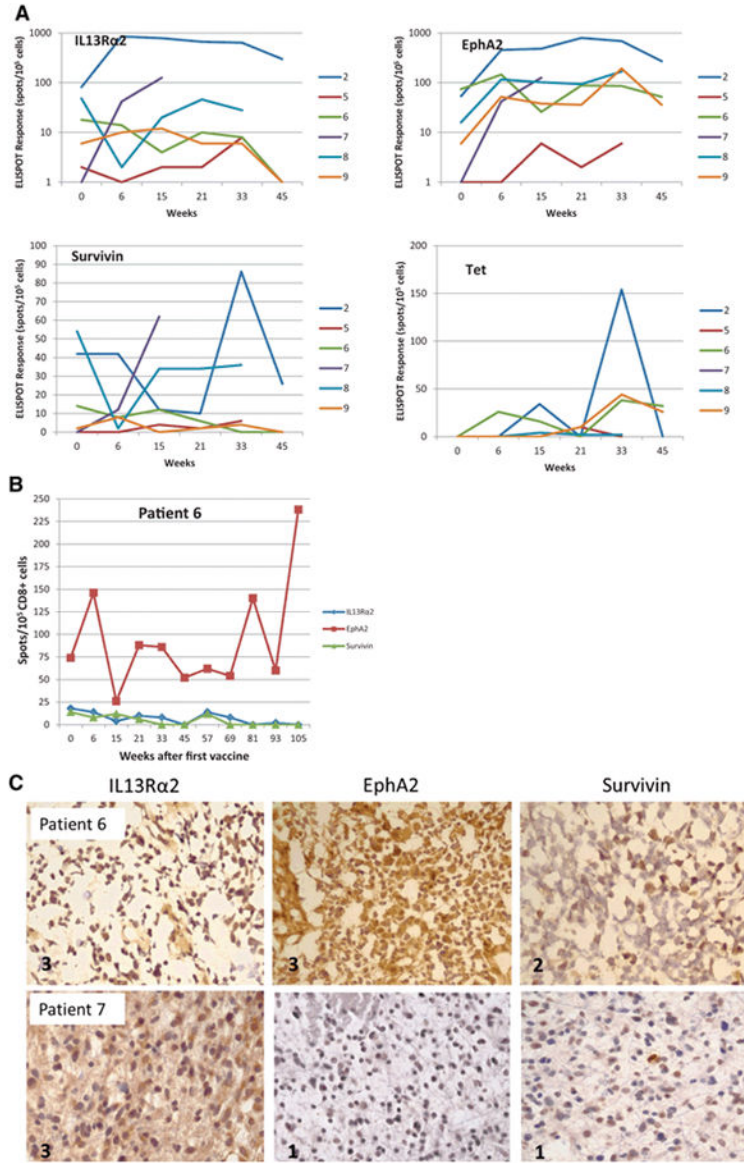 A
IL13Rα2
ELISPOT Response (spots/10⁵ cells)
1000
100
10
1
0 6 15 21 33 45
Weeks
2
5
6
7
8
9
EphA2
ELISPOT Response (spots/10⁵ cells)
1000
100
10
1
0 6 15 21 33 45
Weeks
2
5
6
7
8
9
Survivin
ELISPOT Response (spots/10⁵ cells)
100
90
80
70
60
50
40
30
20
10
0
0 6 15 21 33 45
Weeks
2
5
6
7
8
9
Tet
ELISPOT Response (spots/10⁵ cells)
200
150
100
50
0
0 6 15 21 33 45
Weeks
2
5
6
7
8
9
B
Patient 6
Spots/10⁵ CD8+ cells
250
225
200
175
150
125
100
75
50
25
0
0 6 15 21 33 45 57 69 81 93 105
Weeks after first vaccine
IL13Rα2
EphA2
Survivin
C
IL13Rα2 EphA2 Survivin
Patient 6
3 3 2
Patient 7
3 1 1